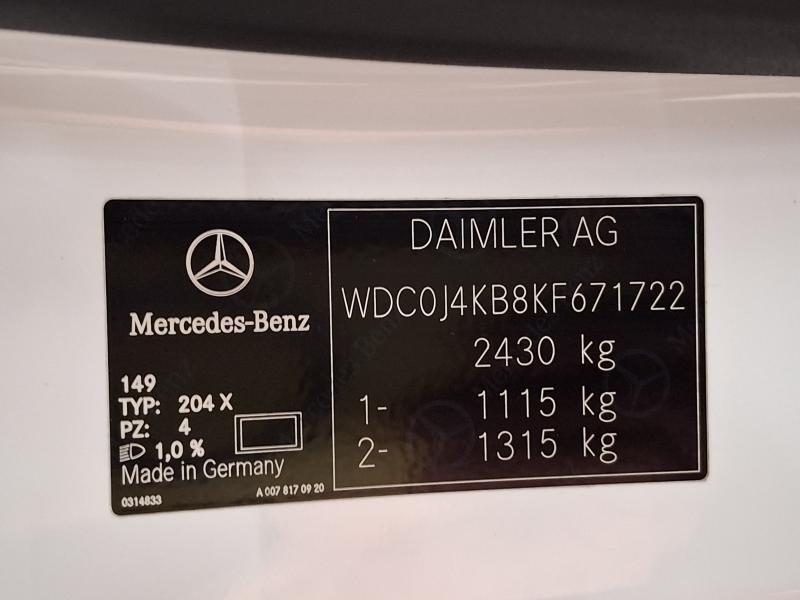 Mercedes-Benz
149
TYP: 204 X
PZ: 4
1,0 %
Made in Germany
0314833
A 007 817 09 20
DAIMLER AG
WDC0J4KB8KF671722
2430 kg
1- 1115 kg
2- 1315 kg